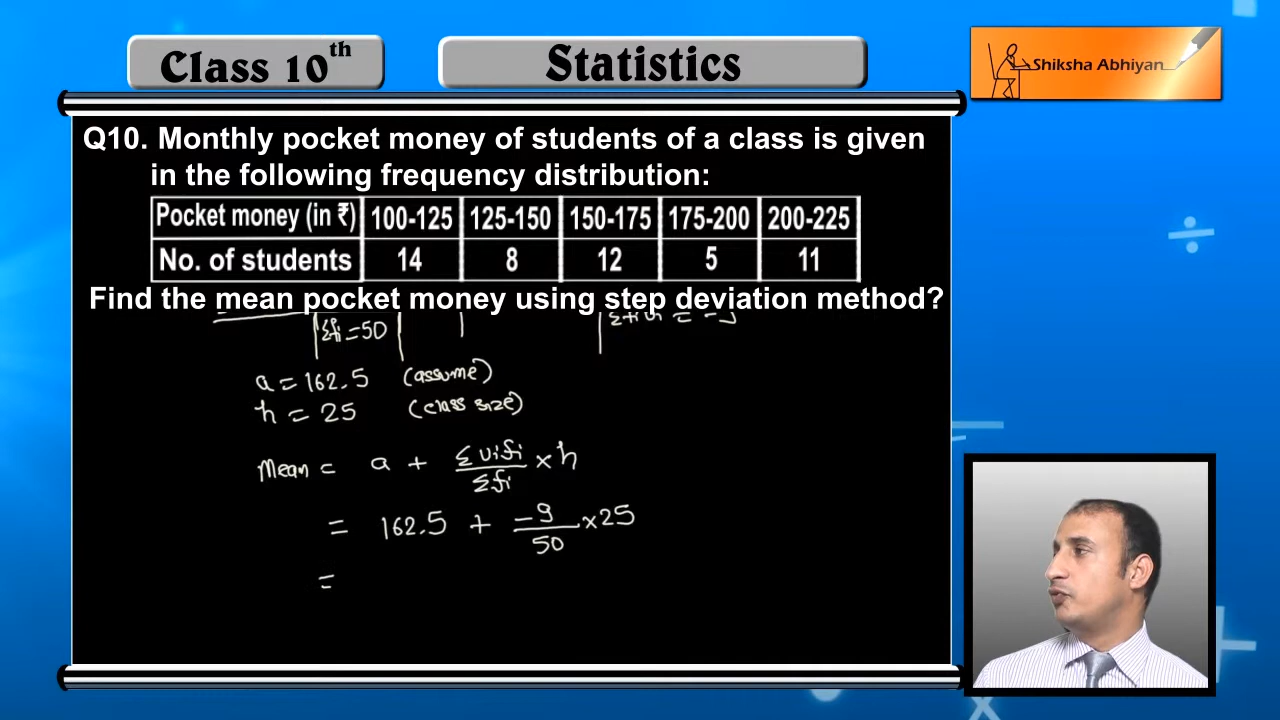 Class 10th
Statistics
Shiksha Abhiyan
Q10. Monthly pocket money of students of a class is given
in the following frequency distribution:
Pocket money (in ₹) 100-125 125-150 150-175 175-200 200-225
No. of students 14 8 12 5 11
Find the mean pocket money using step deviation method?
Σfi = 50
a = 162.5 (assume)
h = 25 (class size)
Mean = a + Σuifi/Σfi × h
= 162.5 + -9/50 × 25
=